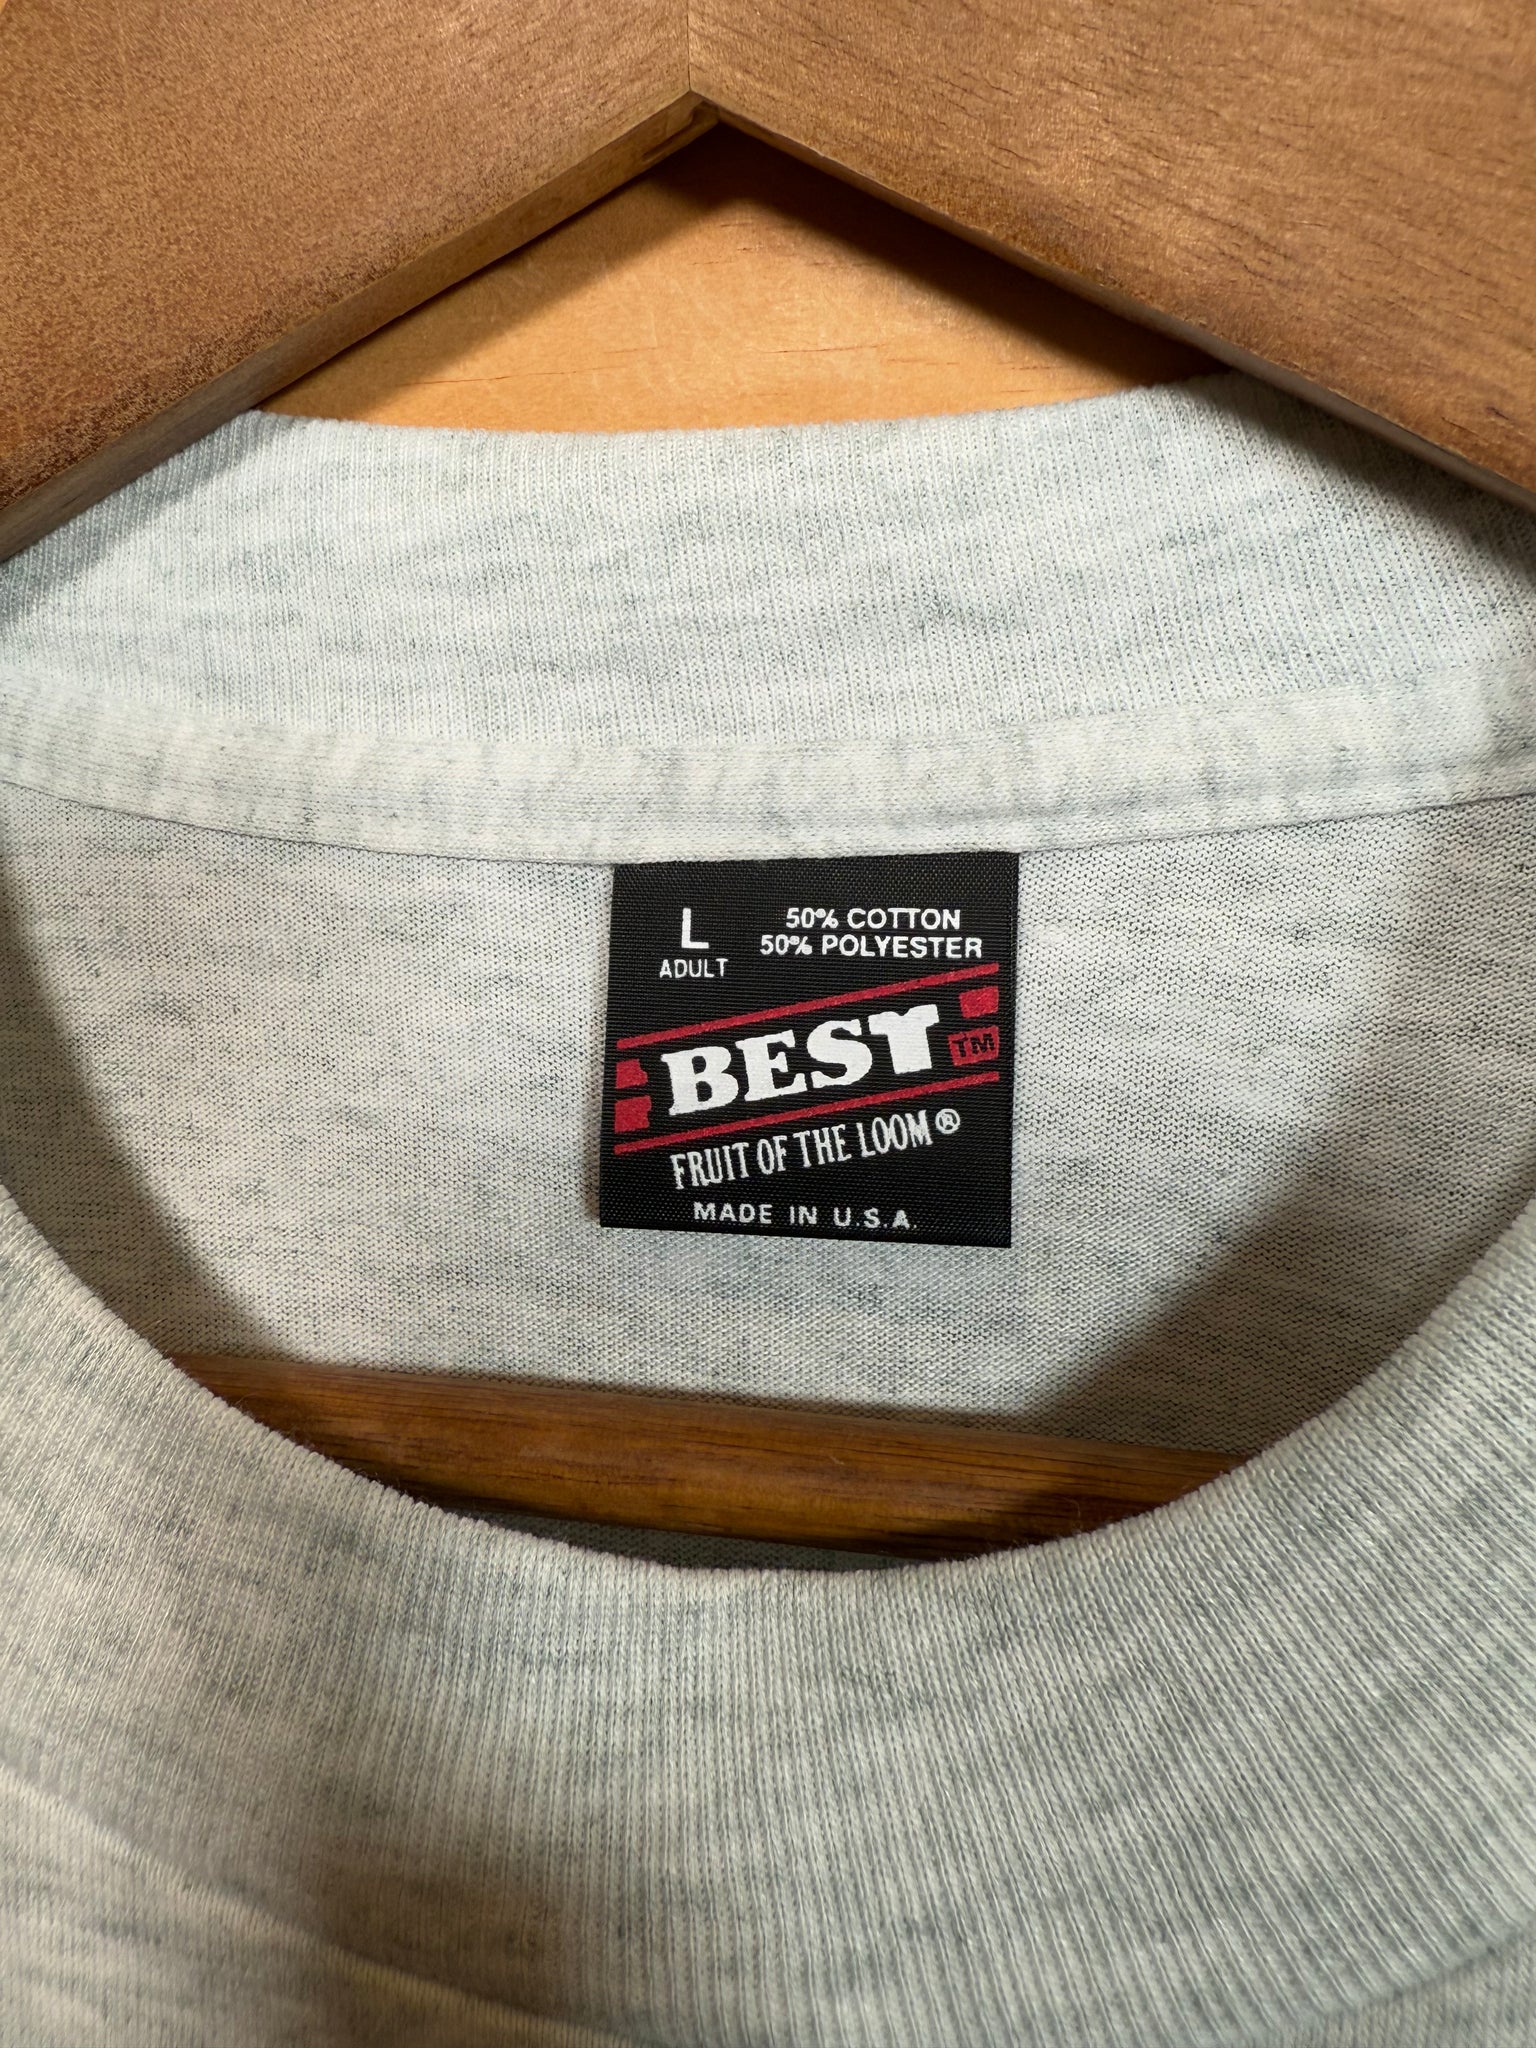 L
ADULT
50% COTTON
50% POLYESTER
BEST
TM
FRUIT OF THE LOOM®
MADE IN U.S.A.